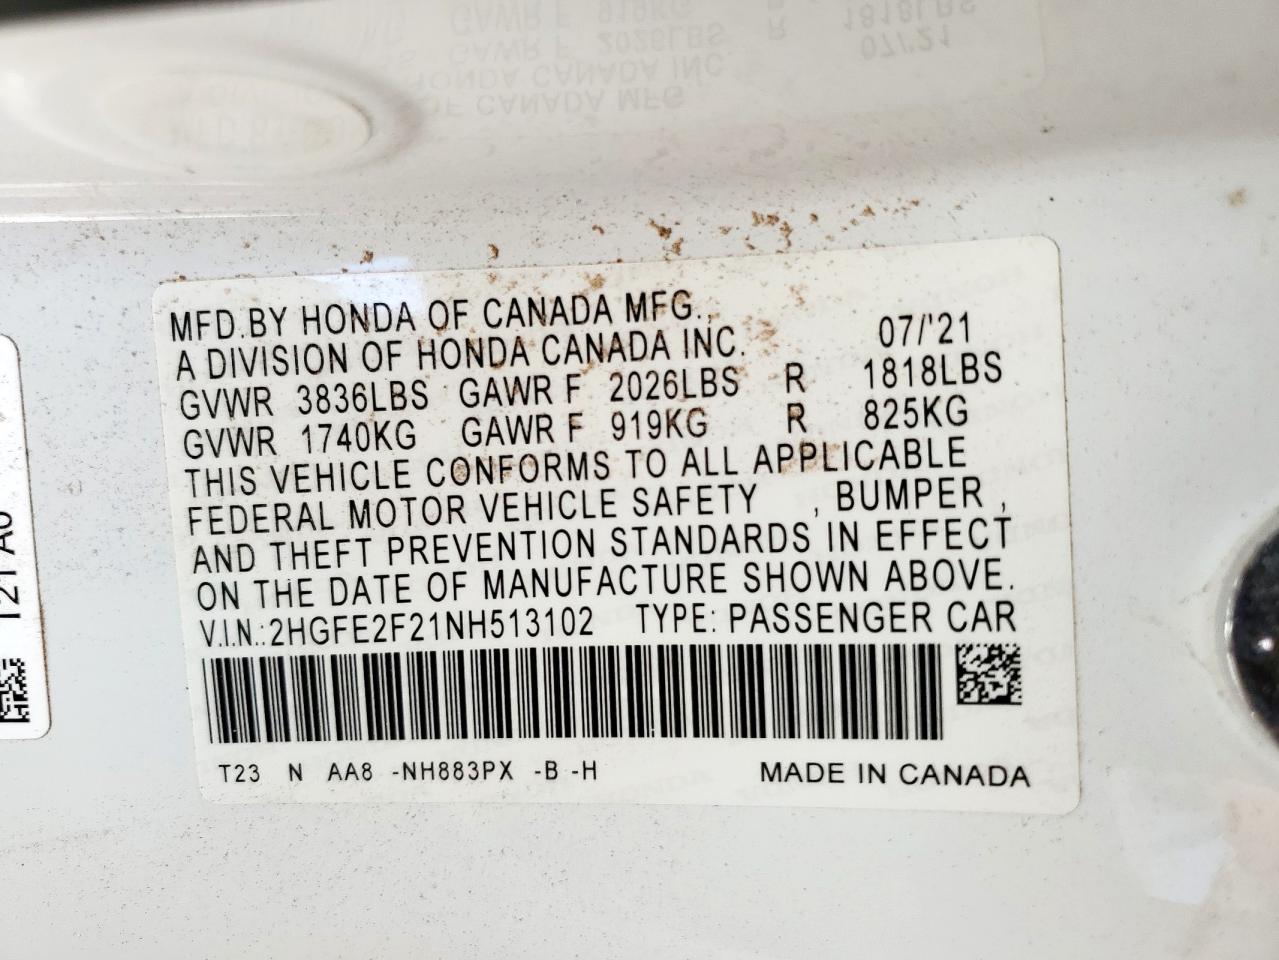 MFD.BY HONDA OF CANADA MFG.,
A DIVISION OF HONDA CANADA INC. 07/'21
GVWR 3836LBS GAWR F 2026LBS R 1818LBS
GVWR 1740KG GAWR F 919KG R 825KG
THIS VEHICLE CONFORMS TO ALL APPLICABLE
FEDERAL MOTOR VEHICLE SAFETY , BUMPER ,
AND THEFT PREVENTION STANDARDS IN EFFECT
ON THE DATE OF MANUFACTURE SHOWN ABOVE.
V.I.N.:2HGFE2F21NH513102 TYPE: PASSENGER CAR
T23 N AA8 -NH883PX -B -H MADE IN CANADA